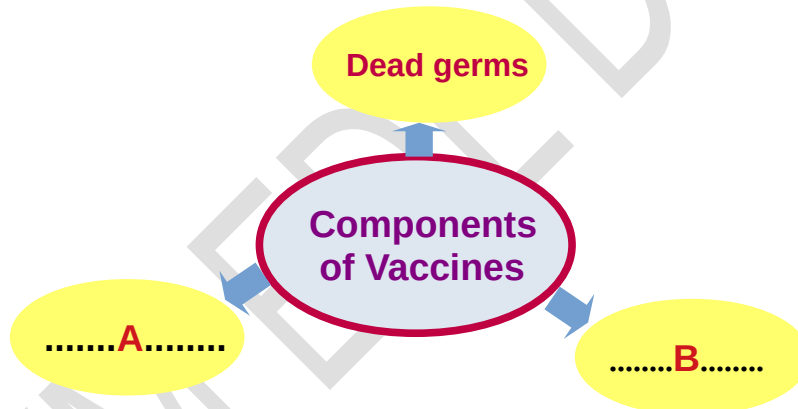 Dead germs
Components
of Vaccines
.......A........
........B........